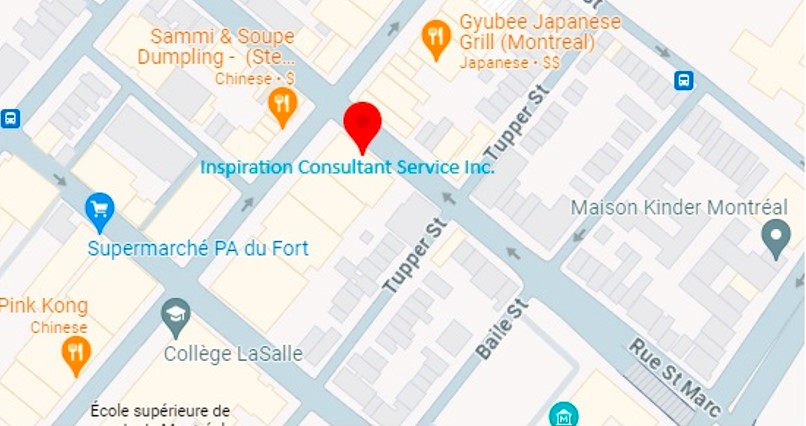 Sammi & Soupe
Dumpling - (Ste...
Chinese • $
Gyubee Japanese
Grill (Montreal)
Japanese • $$
Tupper St
Inspiration Consultant Service Inc.
Maison Kinder Montréal
Supermarché PA du Fort
Tupper St
Pink Kong
Chinese
Baile St
Collège LaSalle
Rue St Marc
École supérieure de